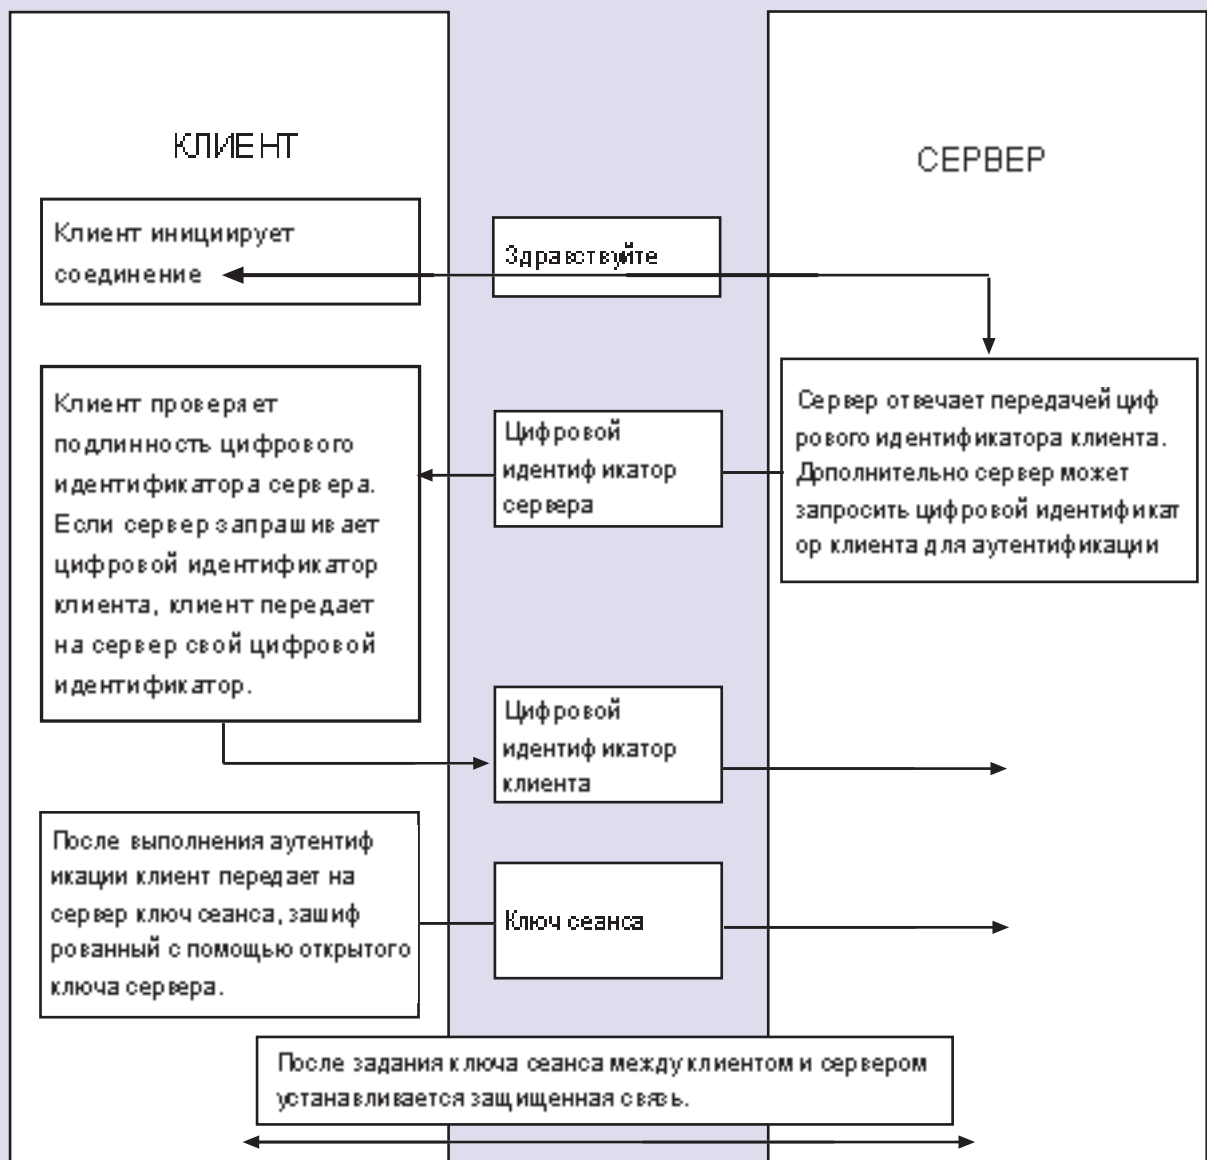 КЛИЕНТ
СЕРВЕР
Клиент инициирует
соединение
Здравствуйте
Клиент проверяет
подлинность цифрового
идентификатора сервера.
Если сервер запрашивает
цифровой идентификатор
клиента, клиент передает
на сервер свой цифровой
идентификатор.
Цифровой
идентификатор
сервера
Сервер отвечает передачей циф
рового идентификатора клиента.
Дополнительно сервер может
запросить цифровой идентификат
ор клиента для аутентификации
Цифровой
идентификатор
клиента
После выполнения аутентиф
икации клиент передает на
сервер ключ сеанса, зашиф
рованный с помощью открытого
ключа сервера.
Ключ сеанса
После задания ключа сеанса между клиентом и сервером
устанавливается защищенная связь.